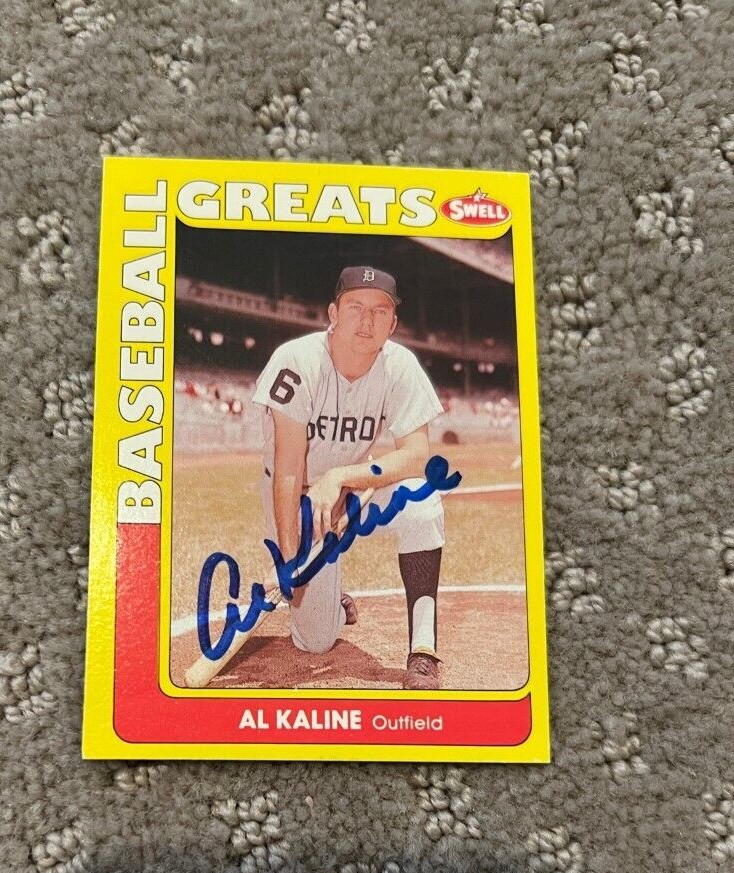 BASEBALL
GREATS
SWELL
D
6
DETROIT
Al Kaline
AL KALINE Outfield